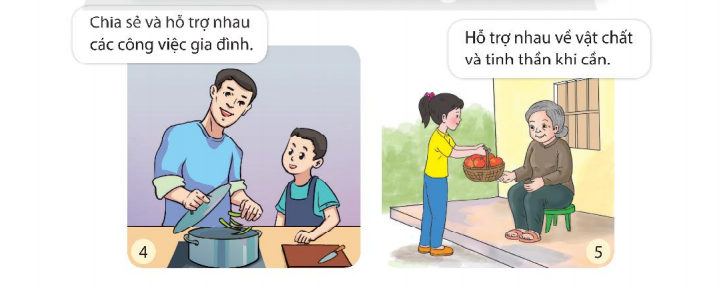 Chia sẻ và hỗ trợ nhau
các công việc gia đình.
Hỗ trợ nhau về vật chất
và tinh thần khi cần.
4
5